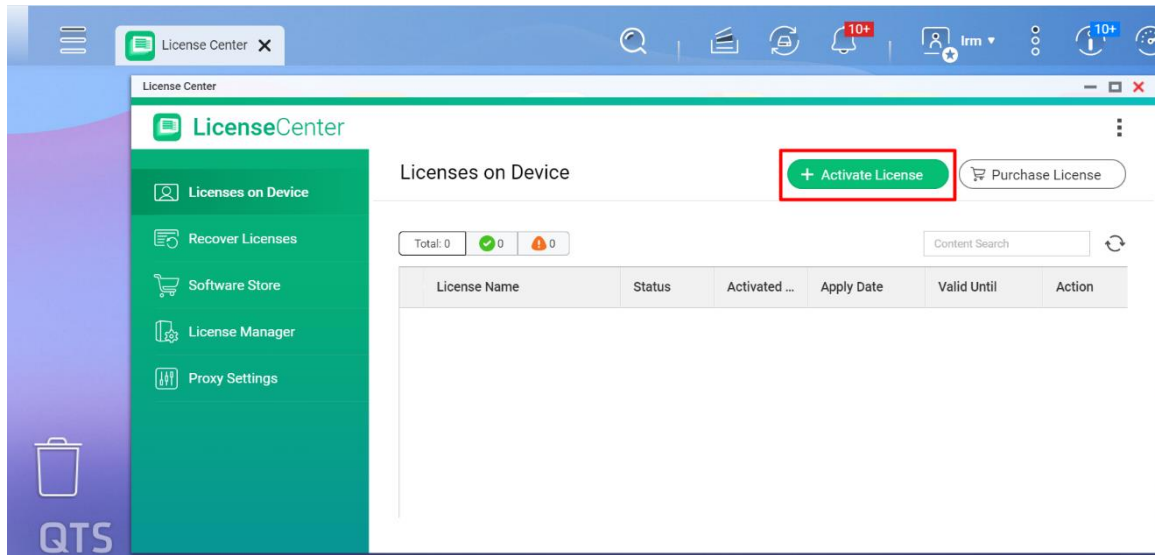 License Center
10+
Irm
10+
License Center
LicenseCenter
Licenses on Device
Recover Licenses
Software Store
License Manager
Proxy Settings
Licenses on Device
+ Activate License
Purchase License
Total: 0
0
0
Content Search
License Name Status Activated ... Apply Date Valid Until Action
QTS